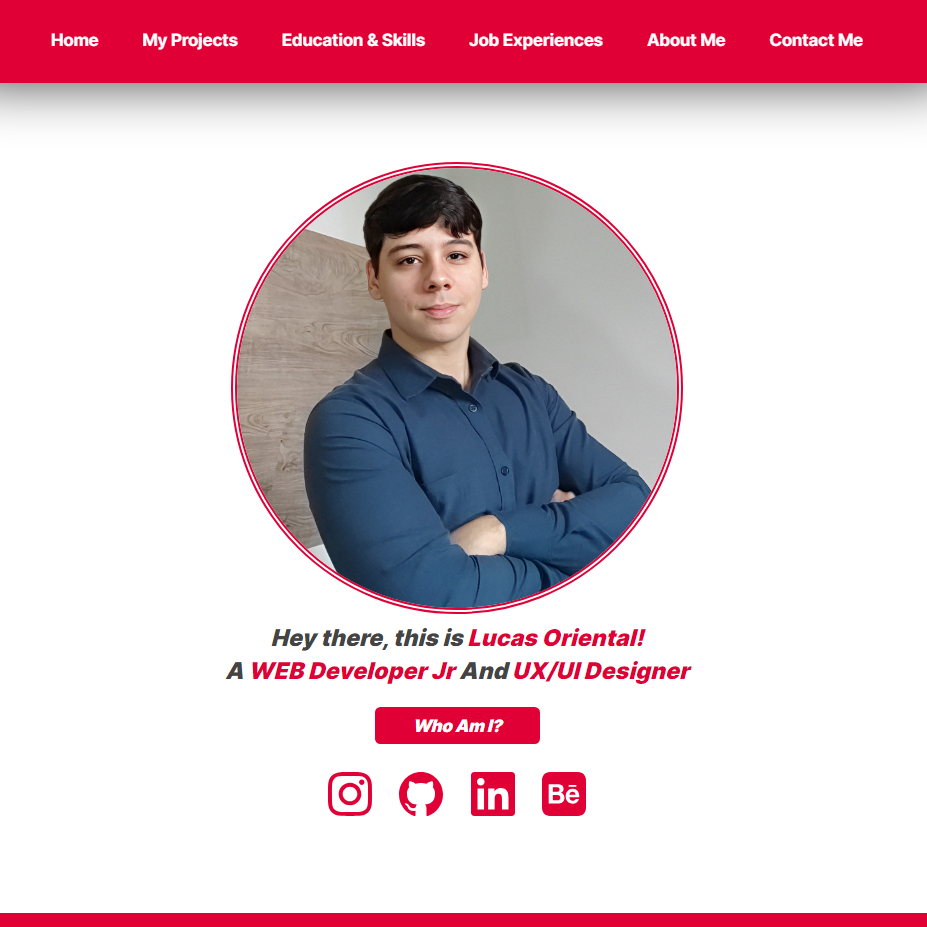 Home My Projects Education & Skills Job Experiences About Me Contact Me
Hey there, this is Lucas Oriental!
A WEB Developer Jr And UX/UI Designer
Who Am I?
in Bē